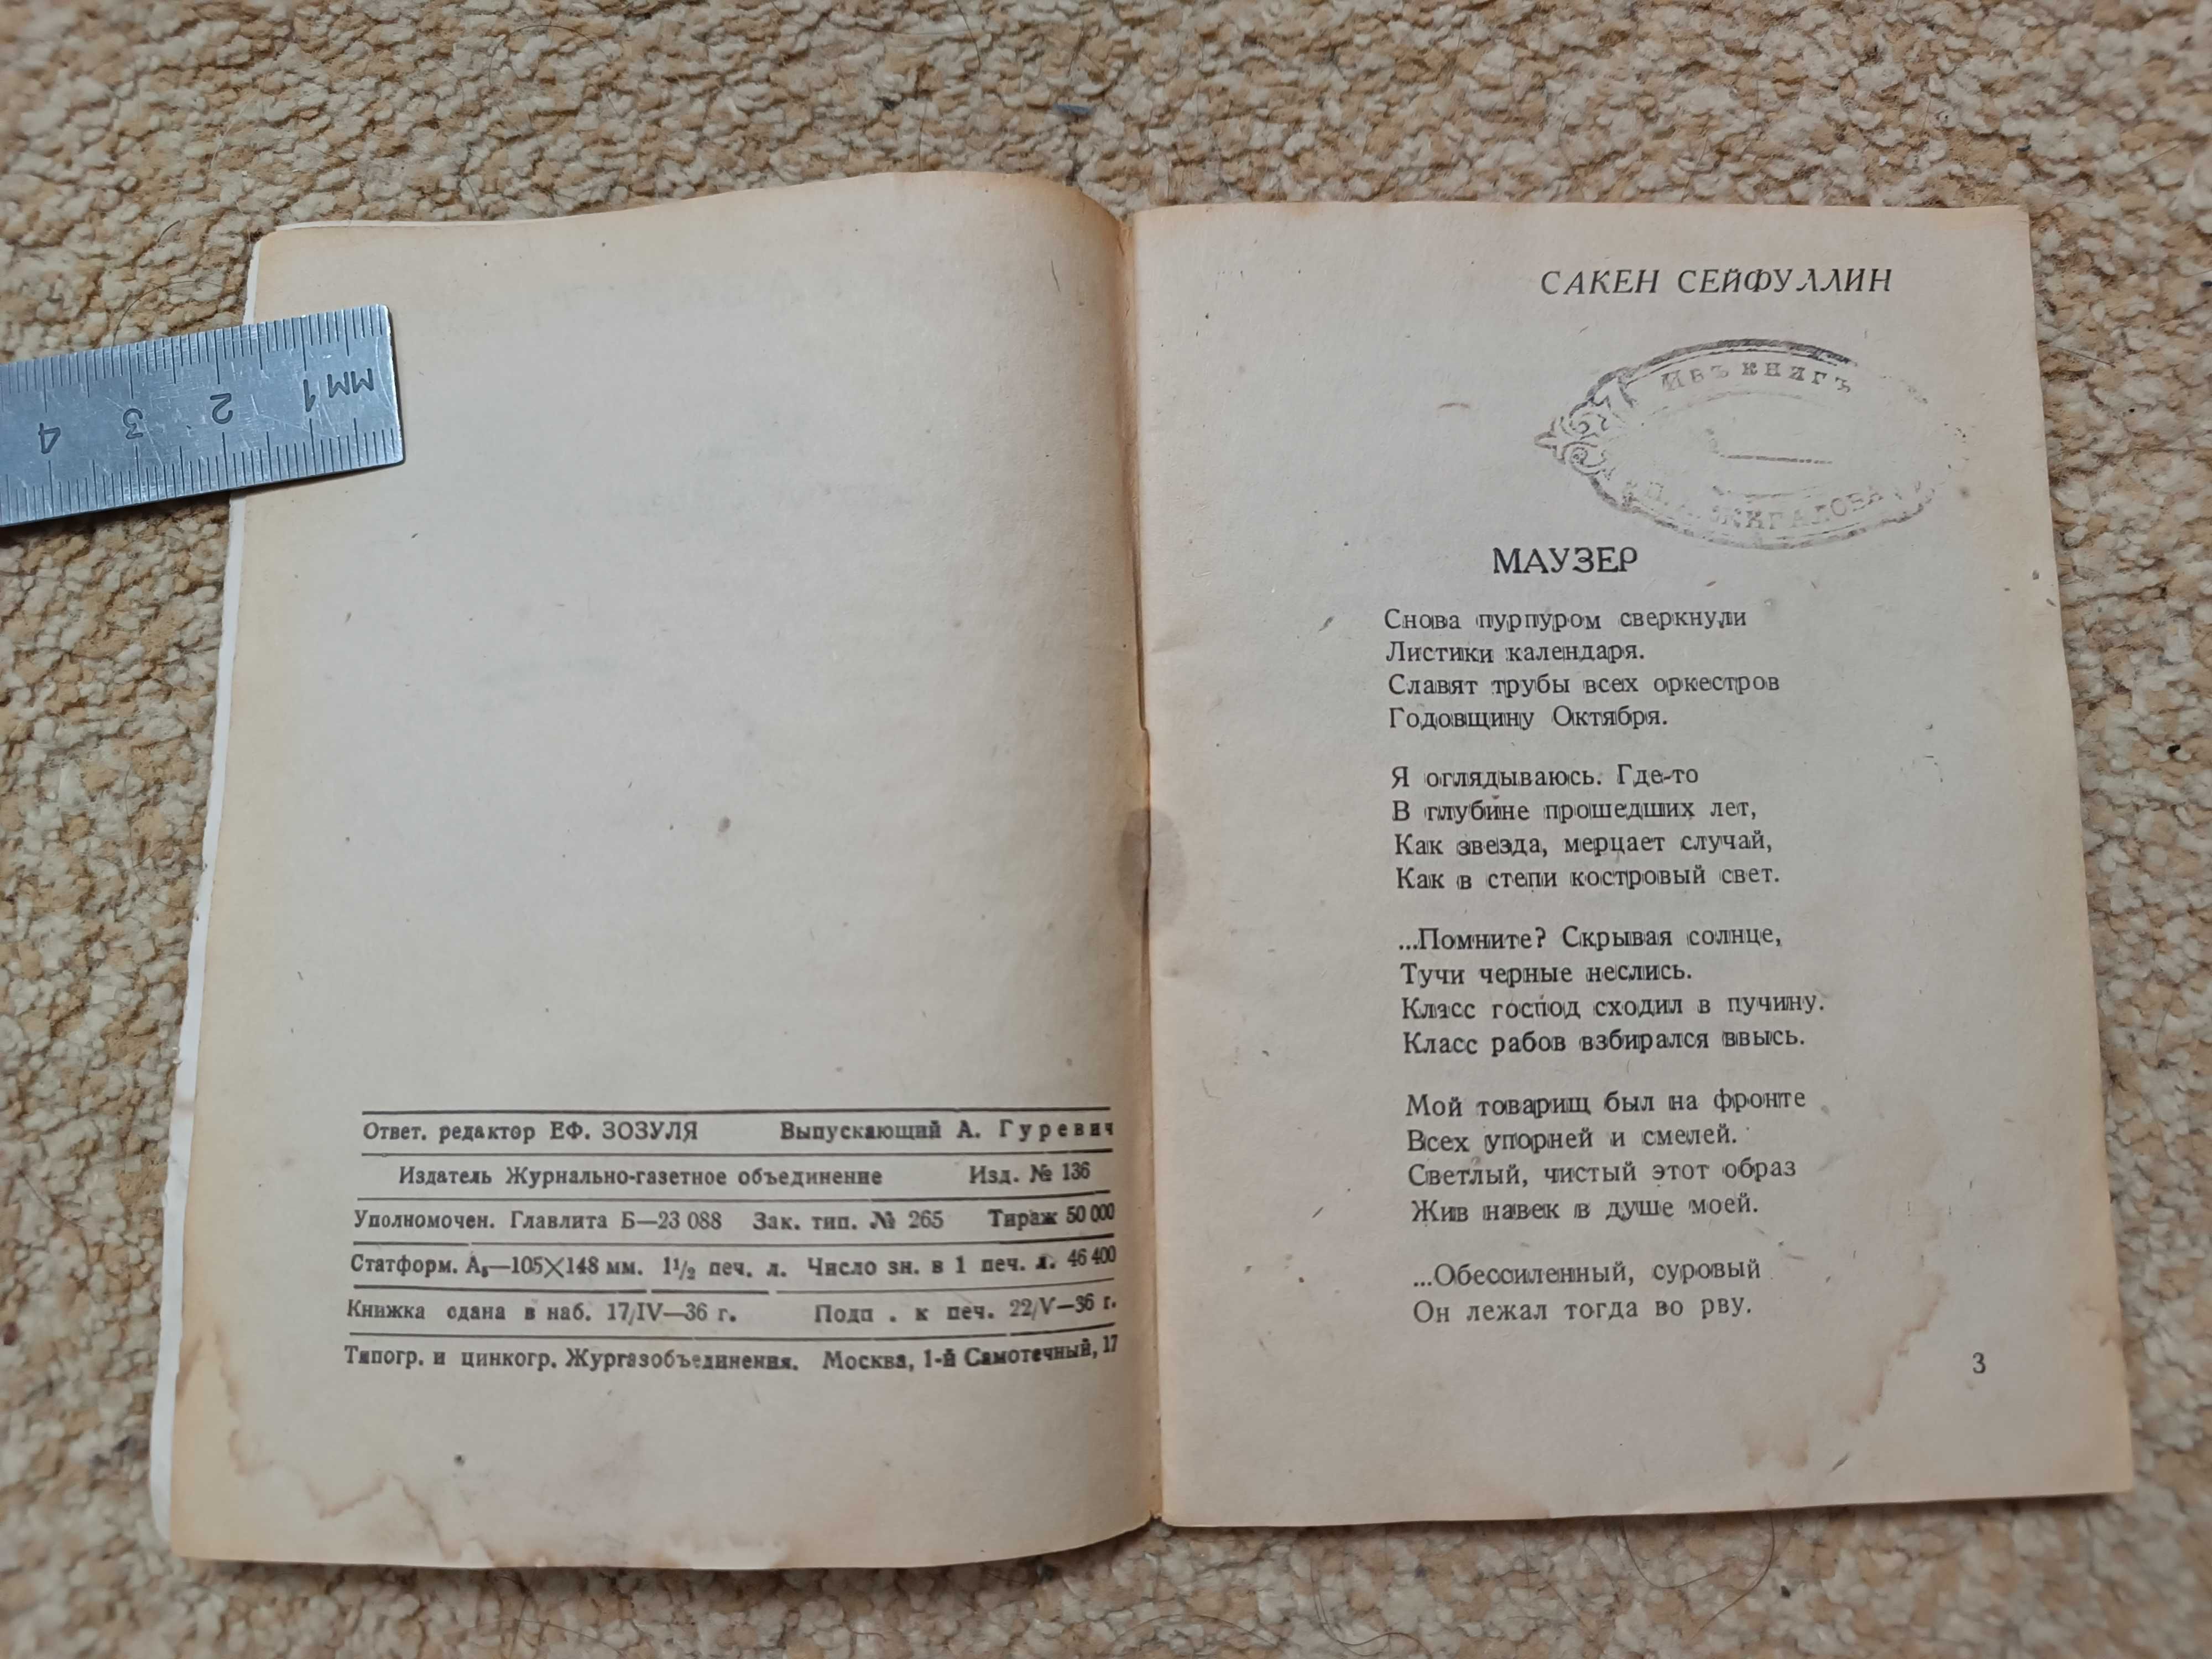 мм 1 2 3 4
Ответ. редактор ЕФ. ЗОЗУЛЯ Выпускающий А. Гуревич
Издатель Журнально-газетное объединение Изд. № 136
Уполномочен. Главлита Б—23 088 Зак. тип. № 265 Тираж 50 000
Статформ. А₆—105×148 мм. 1¹/₂ печ. л. Число зн. в 1 печ. л. 46 400
Книжка сдана в наб. 17/IV—36 г. Подп . к печ. 22/V—36 г.
Типогр. и цинкогр. Жургазобъединения. Москва, 1-й Самотечный, 17
САКЕН СЕЙФУЛЛИН
Изъ книгъ
ЖИГАЛОВА
МАУЗЕР
Снова пурпуром сверкнули
Листики календаря.
Славят трубы всех оркестров
Годовщину Октября.
Я оглядываюсь. Где-то
В глубине прошедших лет,
Как звезда, мерцает случай,
Как в степи костровый свет.
...Помните? Скрывая солнце,
Тучи черные неслись.
Класс господ сходил в пучину.
Класс рабов взбирался ввысь.
Мой товарищ был на фронте
Всех упорней и смелей.
Светлый, чистый этот образ
Жив навек в душе моей.
...Обессиленный, суровый
Он лежал тогда во рву.
3